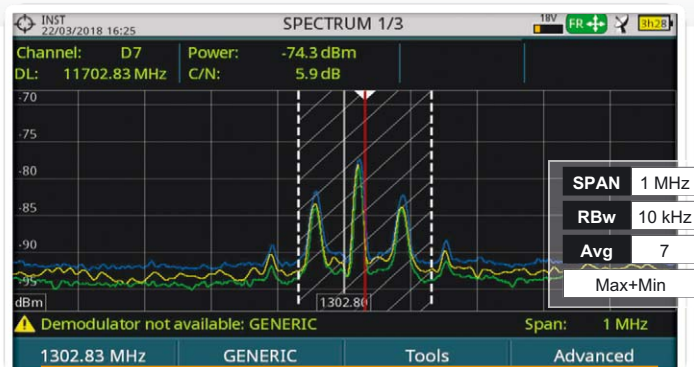 INST
22/03/2018 16:25
SPECTRUM 1/3
18V
FR
3h28
Channel: D7
DL: 11702.83 MHz
Power: -74.3 dBm
C/N: 5.9 dB
-70
-75
-80
-85
-90
-95
dBm
1302.80
SPAN 1 MHz
RBw 10 kHz
Avg 7
Max+Min
Demodulator not available: GENERIC
Span: 1 MHz
1302.83 MHz GENERIC Tools Advanced